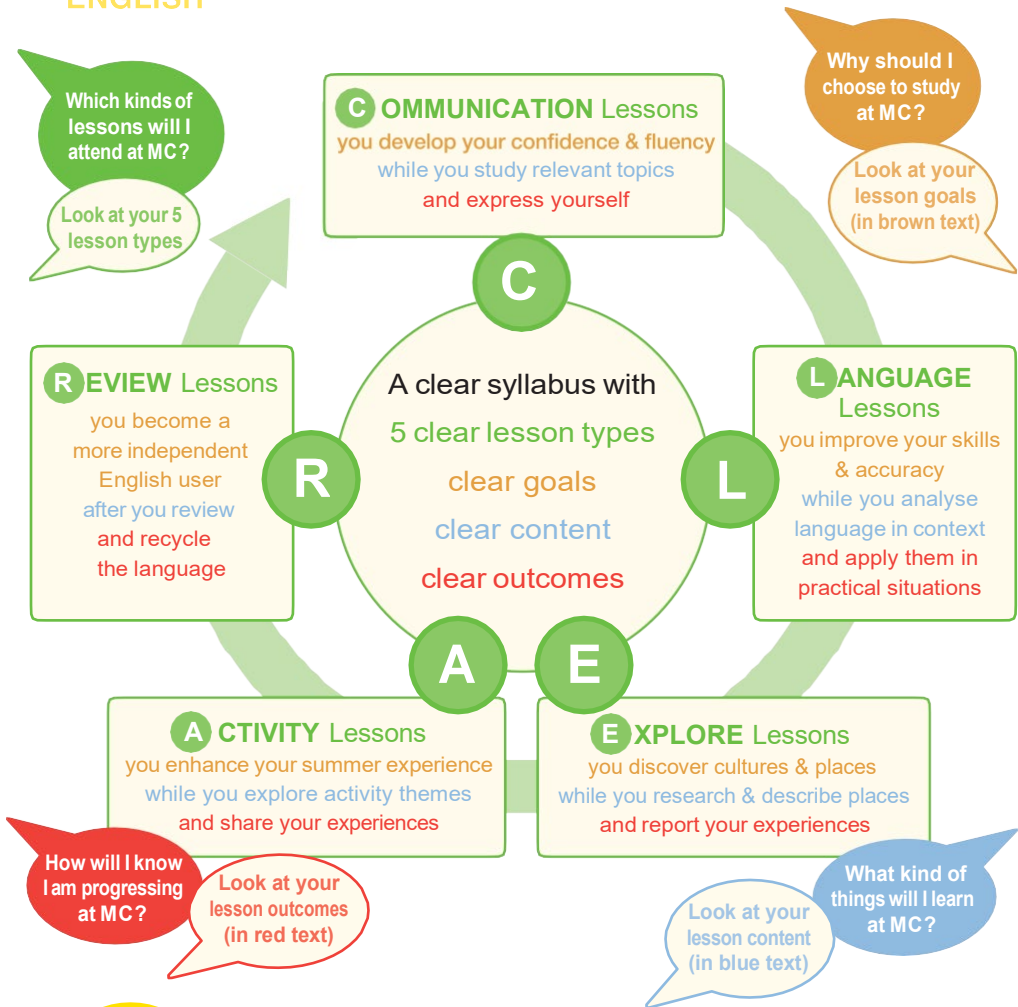 ENGLISH
Which kinds of
lessons will I
attend at MC?
Look at your 5
lesson types
Why should I
choose to study
at MC?
Look at your
lesson goals
(in brown text)
COMMUNICATION Lessons
you develop your confidence & fluency
while you study relevant topics
and express yourself
C
REVIEW Lessons
you become a
more independent
English user
after you review
and recycle
the language
R
A clear syllabus with
5 clear lesson types
clear goals
clear content
clear outcomes
L
LANGUAGE
Lessons
you improve your skills
& accuracy
while you analyse
language in context
and apply them in
practical situations
A
E
ACTIVITY Lessons
you enhance your summer experience
while you explore activity themes
and share your experiences
EXPLORE Lessons
you discover cultures & places
while you research & describe places
and report your experiences
How will I know
I am progressing
at MC?
Look at your
lesson outcomes
(in red text)
What kind of
things will I learn
at MC?
Look at your
lesson content
(in blue text)